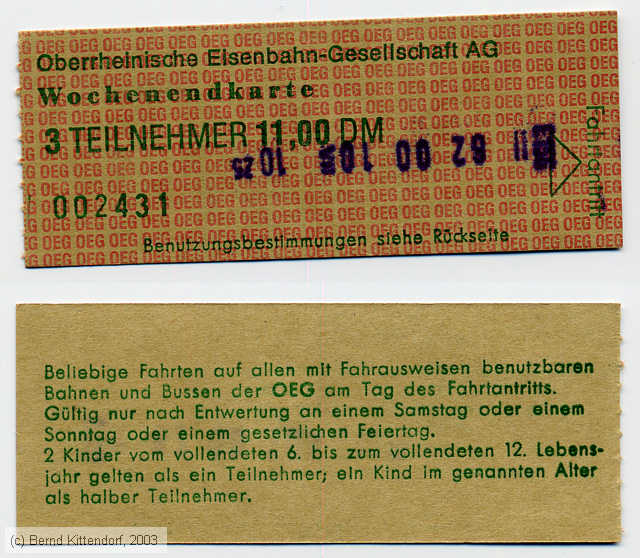 Oberrheinische Eisenbahn-Gesellschaft AG
Wochenendkarte
3 TEILNEHMER 11,00 DM
002431
Benutzungsbestimmungen siehe Rückseite
Fahrtantritt
Beliebige Fahrten auf allen mit Fahrausweisen benutzbaren
Bahnen und Bussen der OEG am Tag des Fahrtantritts.
Gültig nur nach Entwertung an einem Samstag oder einem
Sonntag oder einem gesetzlichen Feiertag.
2 Kinder vom vollendeten 6. bis zum vollendeten 12. Lebens-
jahr gelten als ein Teilnehmer; ein Kind im genannten Alter
als halber Teilnehmer.
(c) Bernd Kittendorf, 2003